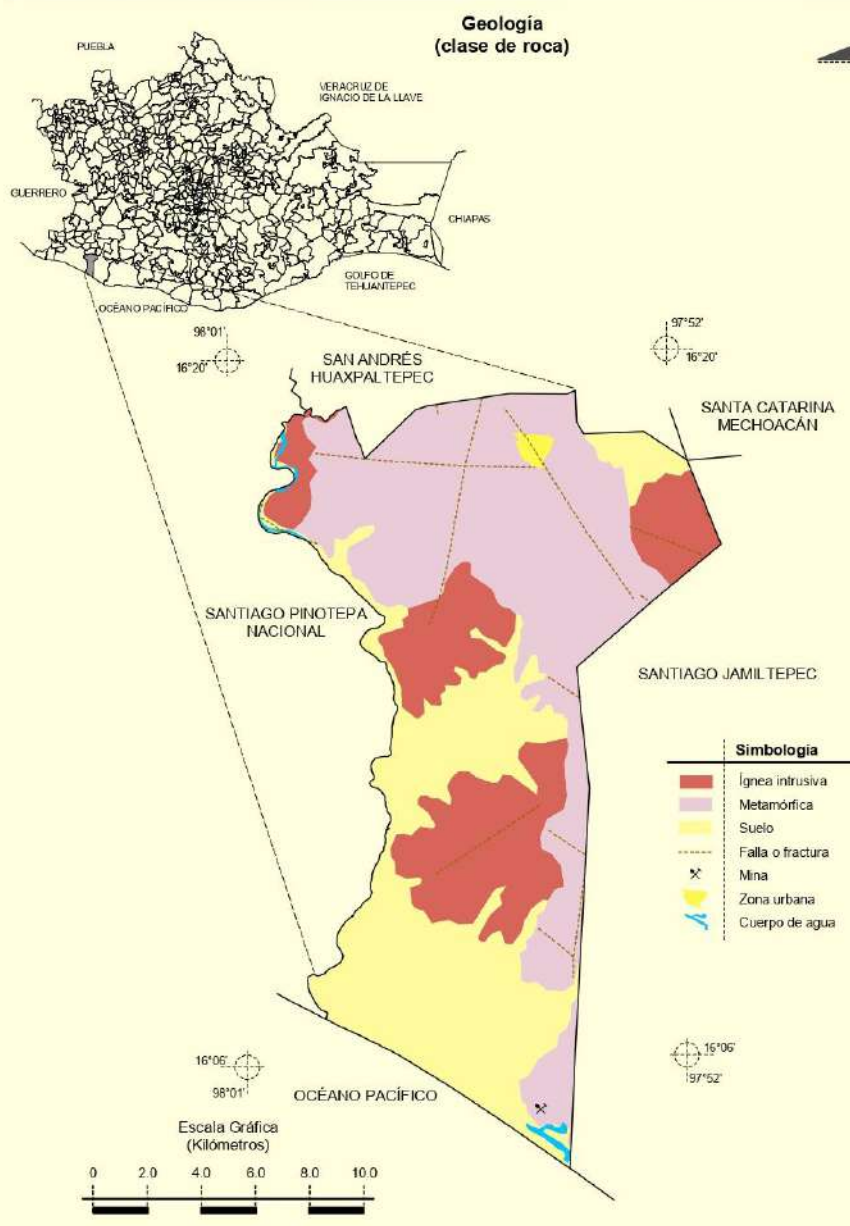 Geología
(clase de roca)
PUEBLA
VERACRUZ DE
IGNACIO DE LA LLAVE
GUERRERO
CHIAPAS
GOLFO DE
TEHUANTEPEC
OCÉANO PACÍFICO
98°01'
16°20'
97°52'
16°20'
SAN ANDRÉS
HUAXPALTEPEC
SANTA CATARINA
MECHOACÁN
SANTIAGO PINOTEPA
NACIONAL
SANTIAGO JAMILTEPEC
Simbología
Ígnea intrusiva
Metamórfica
Suelo
Falla o fractura
Mina
Zona urbana
Cuerpo de agua
16°06'
98°01'
16°06'
97°52'
OCÉANO PACÍFICO
Escala Gráfica
(Kilómetros)
0 2.0 4.0 6.0 8.0 10.0